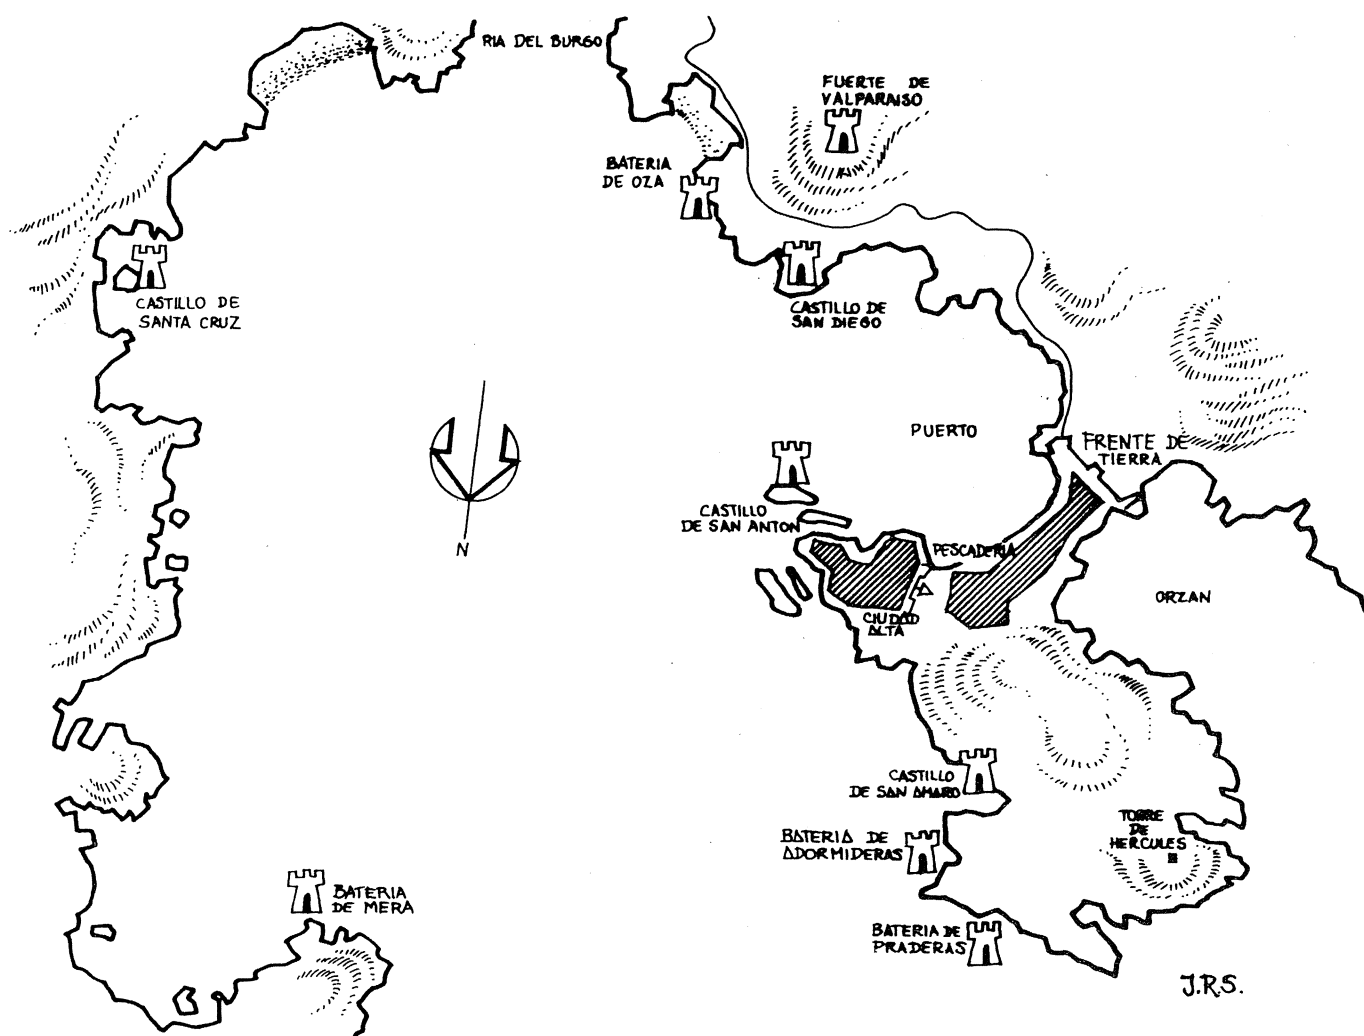 RIA DEL BURGO
FUERTE DE
VALPARAISO
BATERIA
DE OZA
CASTILLO DE
SANTA CRUZ
CASTILLO DE
SAN DIEGO
PUERTO
FRENTE DE
TIERRA
CASTILLO
DE SAN ANTON
PESCADERIA
N
ORZAN
CIUDAD
ALTA
CASTILLO
DE SAN AMARO
TORRE
DE
HERCULES
BATERIA DE
ADORMIDERAS
BATERIA
DE MERA
BATERIA DE
PRADERAS
J.R.S.